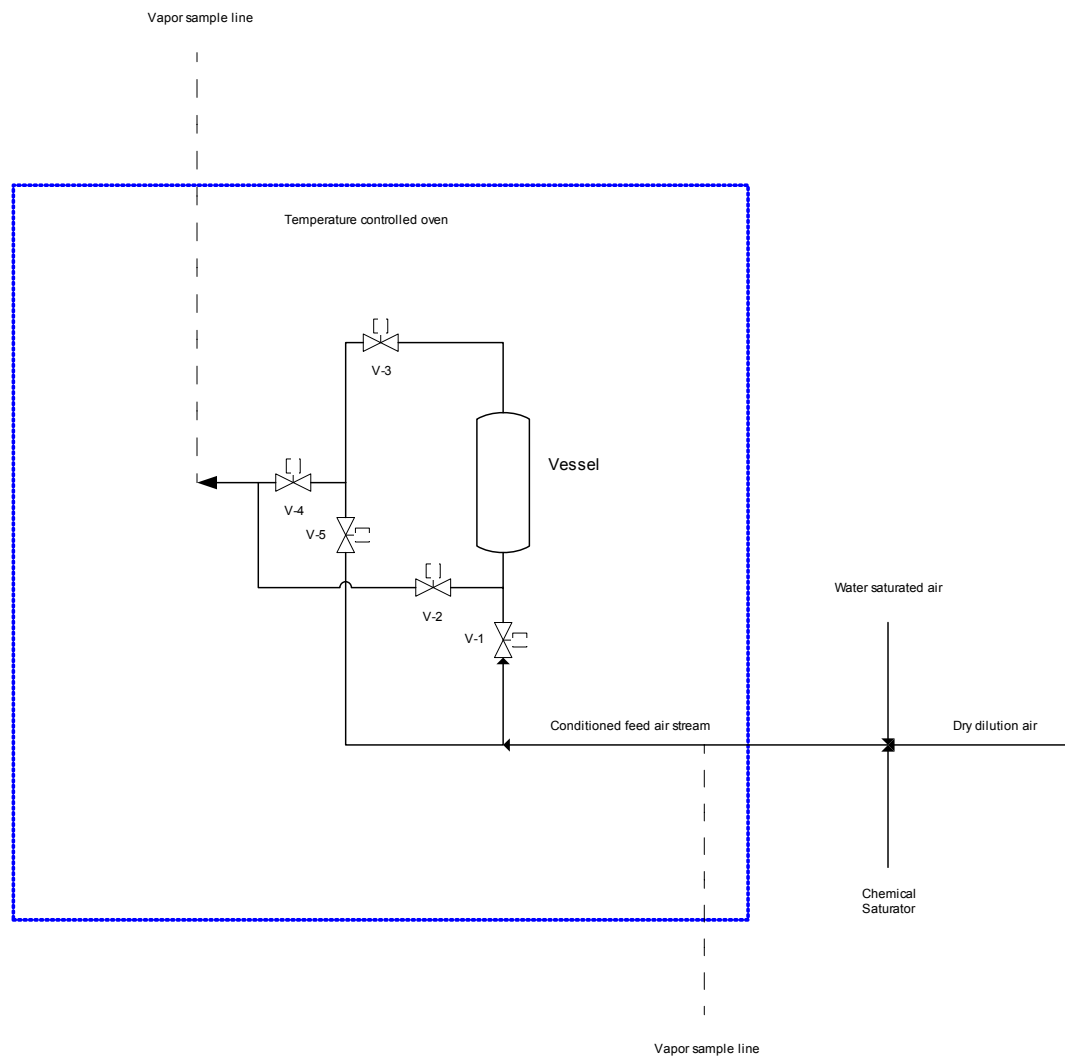 Vapor sample line
Temperature controlled oven
V-3
Vessel
V-4
V-5
Water saturated air
V-2
V-1
Conditioned feed air stream
Dry dilution air
Chemical
Saturator
Vapor sample line